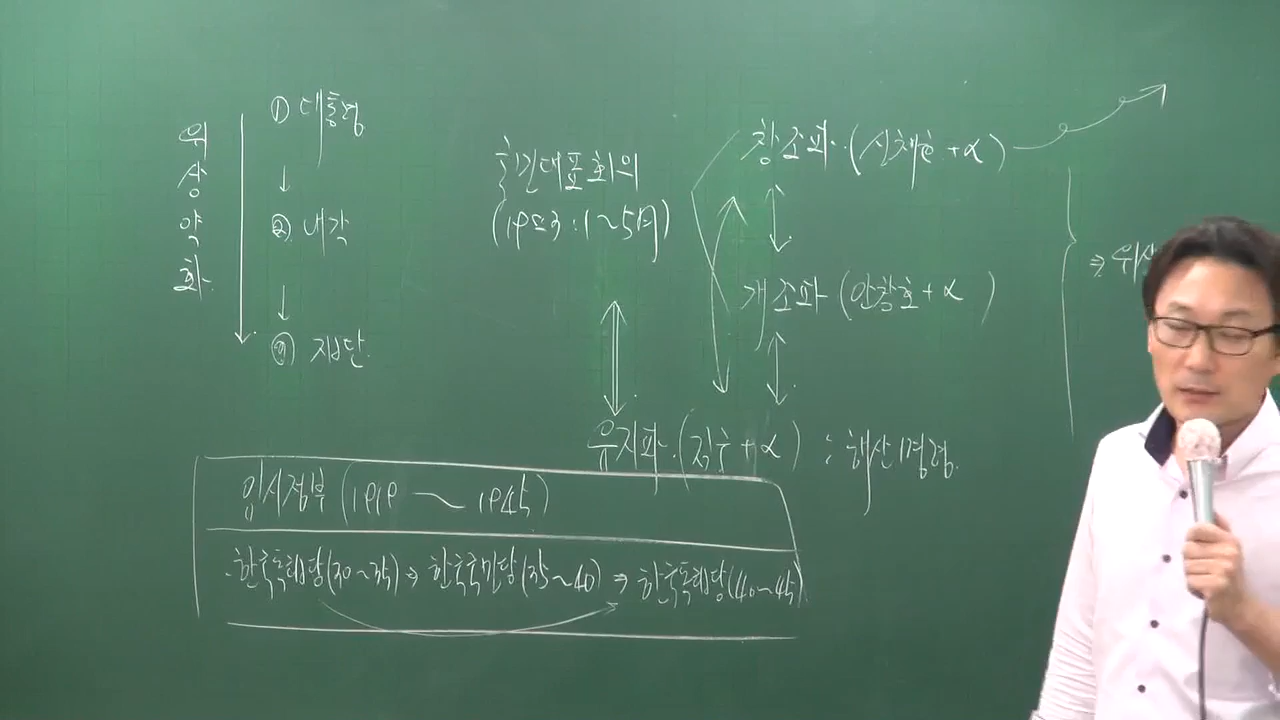 위상약화
① 대통령
② 내각
③ 집단
국민대표회의
(1923 : 1~5月)
창조파 (신채호 + α)
개조파 (안창호 + α)
⇒ 위상
유지파 (김구 + α) : 해산명령
임시정부 (1919 ~ 1945)
한국독립당(30~35) ⇒ 한국국민당(35~40) ⇒ 한국독립당(40~45)